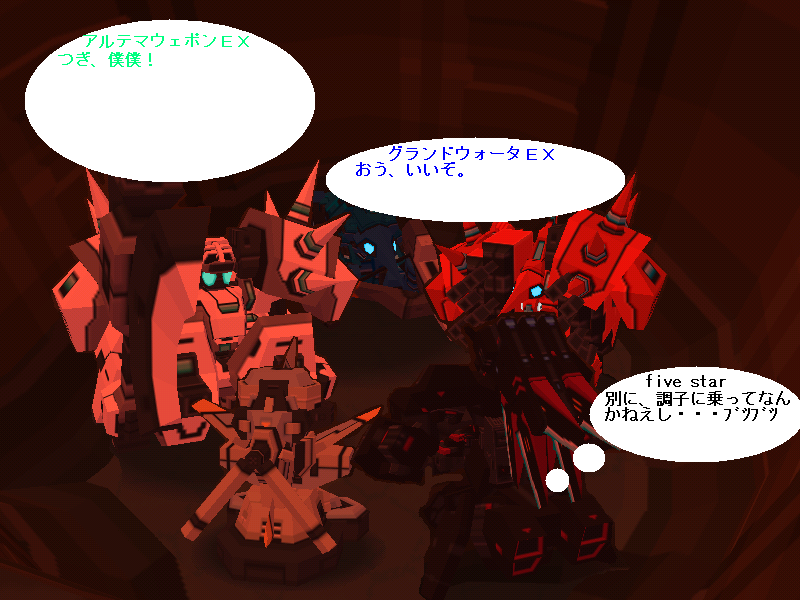 アルテマウェポンＥＸ
つぎ、僕僕！
グランドウォータＥＸ
おう、いいぞ。
five star
別に、調子に乗ってなん
かねえし・・・ﾌﾞﾂﾌﾞﾂ